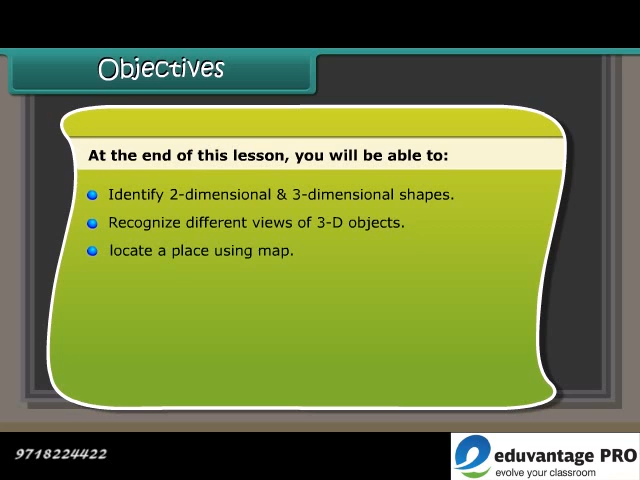 Objectives
At the end of this lesson, you will be able to:
Identify 2-dimensional & 3-dimensional shapes.
Recognize different views of 3-D objects.
locate a place using map.
9718224422
eduvantage PRO
evolve your classroom